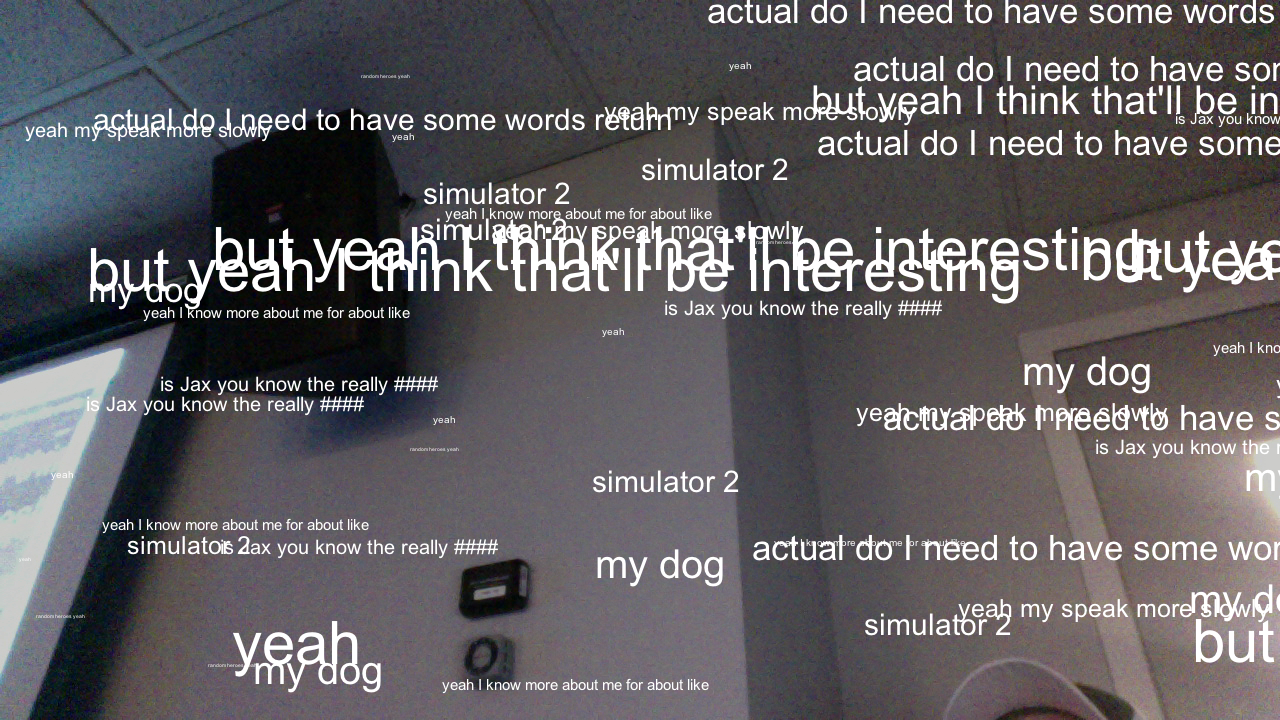 actual do I need to have some words
yeah
random heroes yeah
actual do I need to have sor
but yeah I think that'll be in
yeah my speak more slowly
actual do I need to have some words return
is Jax you know
yeah my speak more slowly
yeah
actual do I need to have some
simulator 2
simulator 2
yeah I know more about me for about like
simulator 2
yeah my speak more slowly
random heroes
but yeah I think that'll be interesting
but ye
but yeah I think that'll be interesting
but yea
my dog
is Jax you know the really ####
yeah I know more about me for about like
yeah
yeah I kno
my dog
is Jax you know the really ####
is Jax you know the really ####
yeah my speak more slowly
actual do I need to have s
yeah
random heroes yeah
is Jax you know the r
yeah
simulator 2
my
yeah I know more about me for about like
simulator 2
is Jax you know the really ####
yeah I know more about me for about like
actual do I need to have some wor
yeah
my dog
my do
yeah my speak more slowly
random heroes yeah
simulator 2
but
yeah
random heroes yeah
my dog
yeah I know more about me for about like